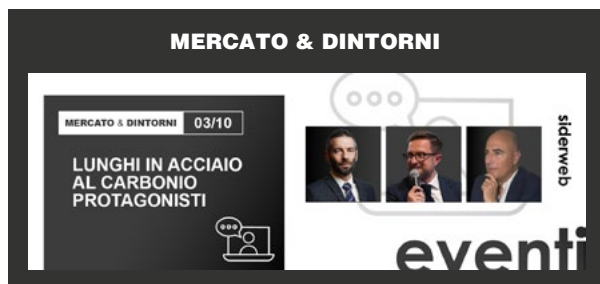 MERCATO & DINTORNI
MERCATO & DINTORNI 03/10
LUNGHI IN ACCIAIO
AL CARBONIO
PROTAGONISTI
siderweb
eventi